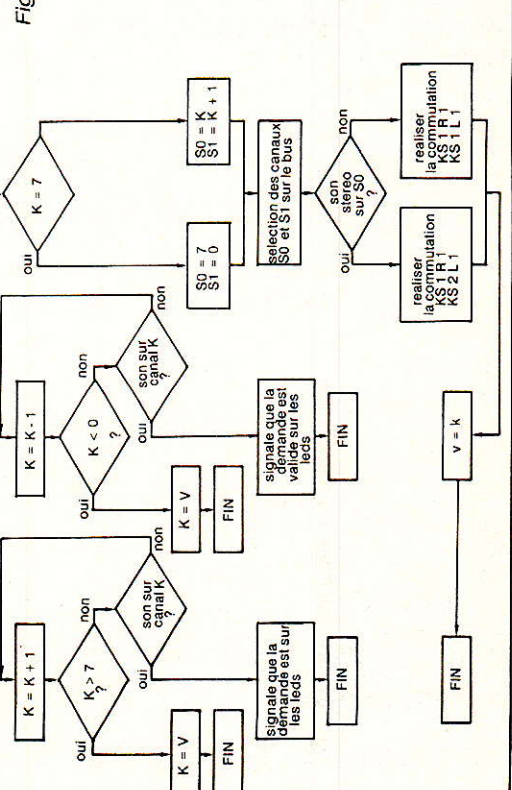 Fig
K = K + 1
K > 7
?
oui
non
K = V
FIN
son sur
canal K
?
oui
non
signale que la
demande est sur
les leds
FIN
K = K - 1
K < 0
?
oui
non
K = V
FIN
son sur
canal K
?
oui
non
signale que la
demande est
valide sur les
leds
FIN
K = 7
oui
non
S0 = 7
S1 = 0
S0 = K
S1 = K + 1
selection des canaux
S0 et S1 sur le bus
son
stereo
sur S0
?
oui
non
realiser
la commutation
KS 1 R 1
KS 2 L 1
realiser
la commutation
KS 1 R 1
KS 1 L 1
v = k
FIN